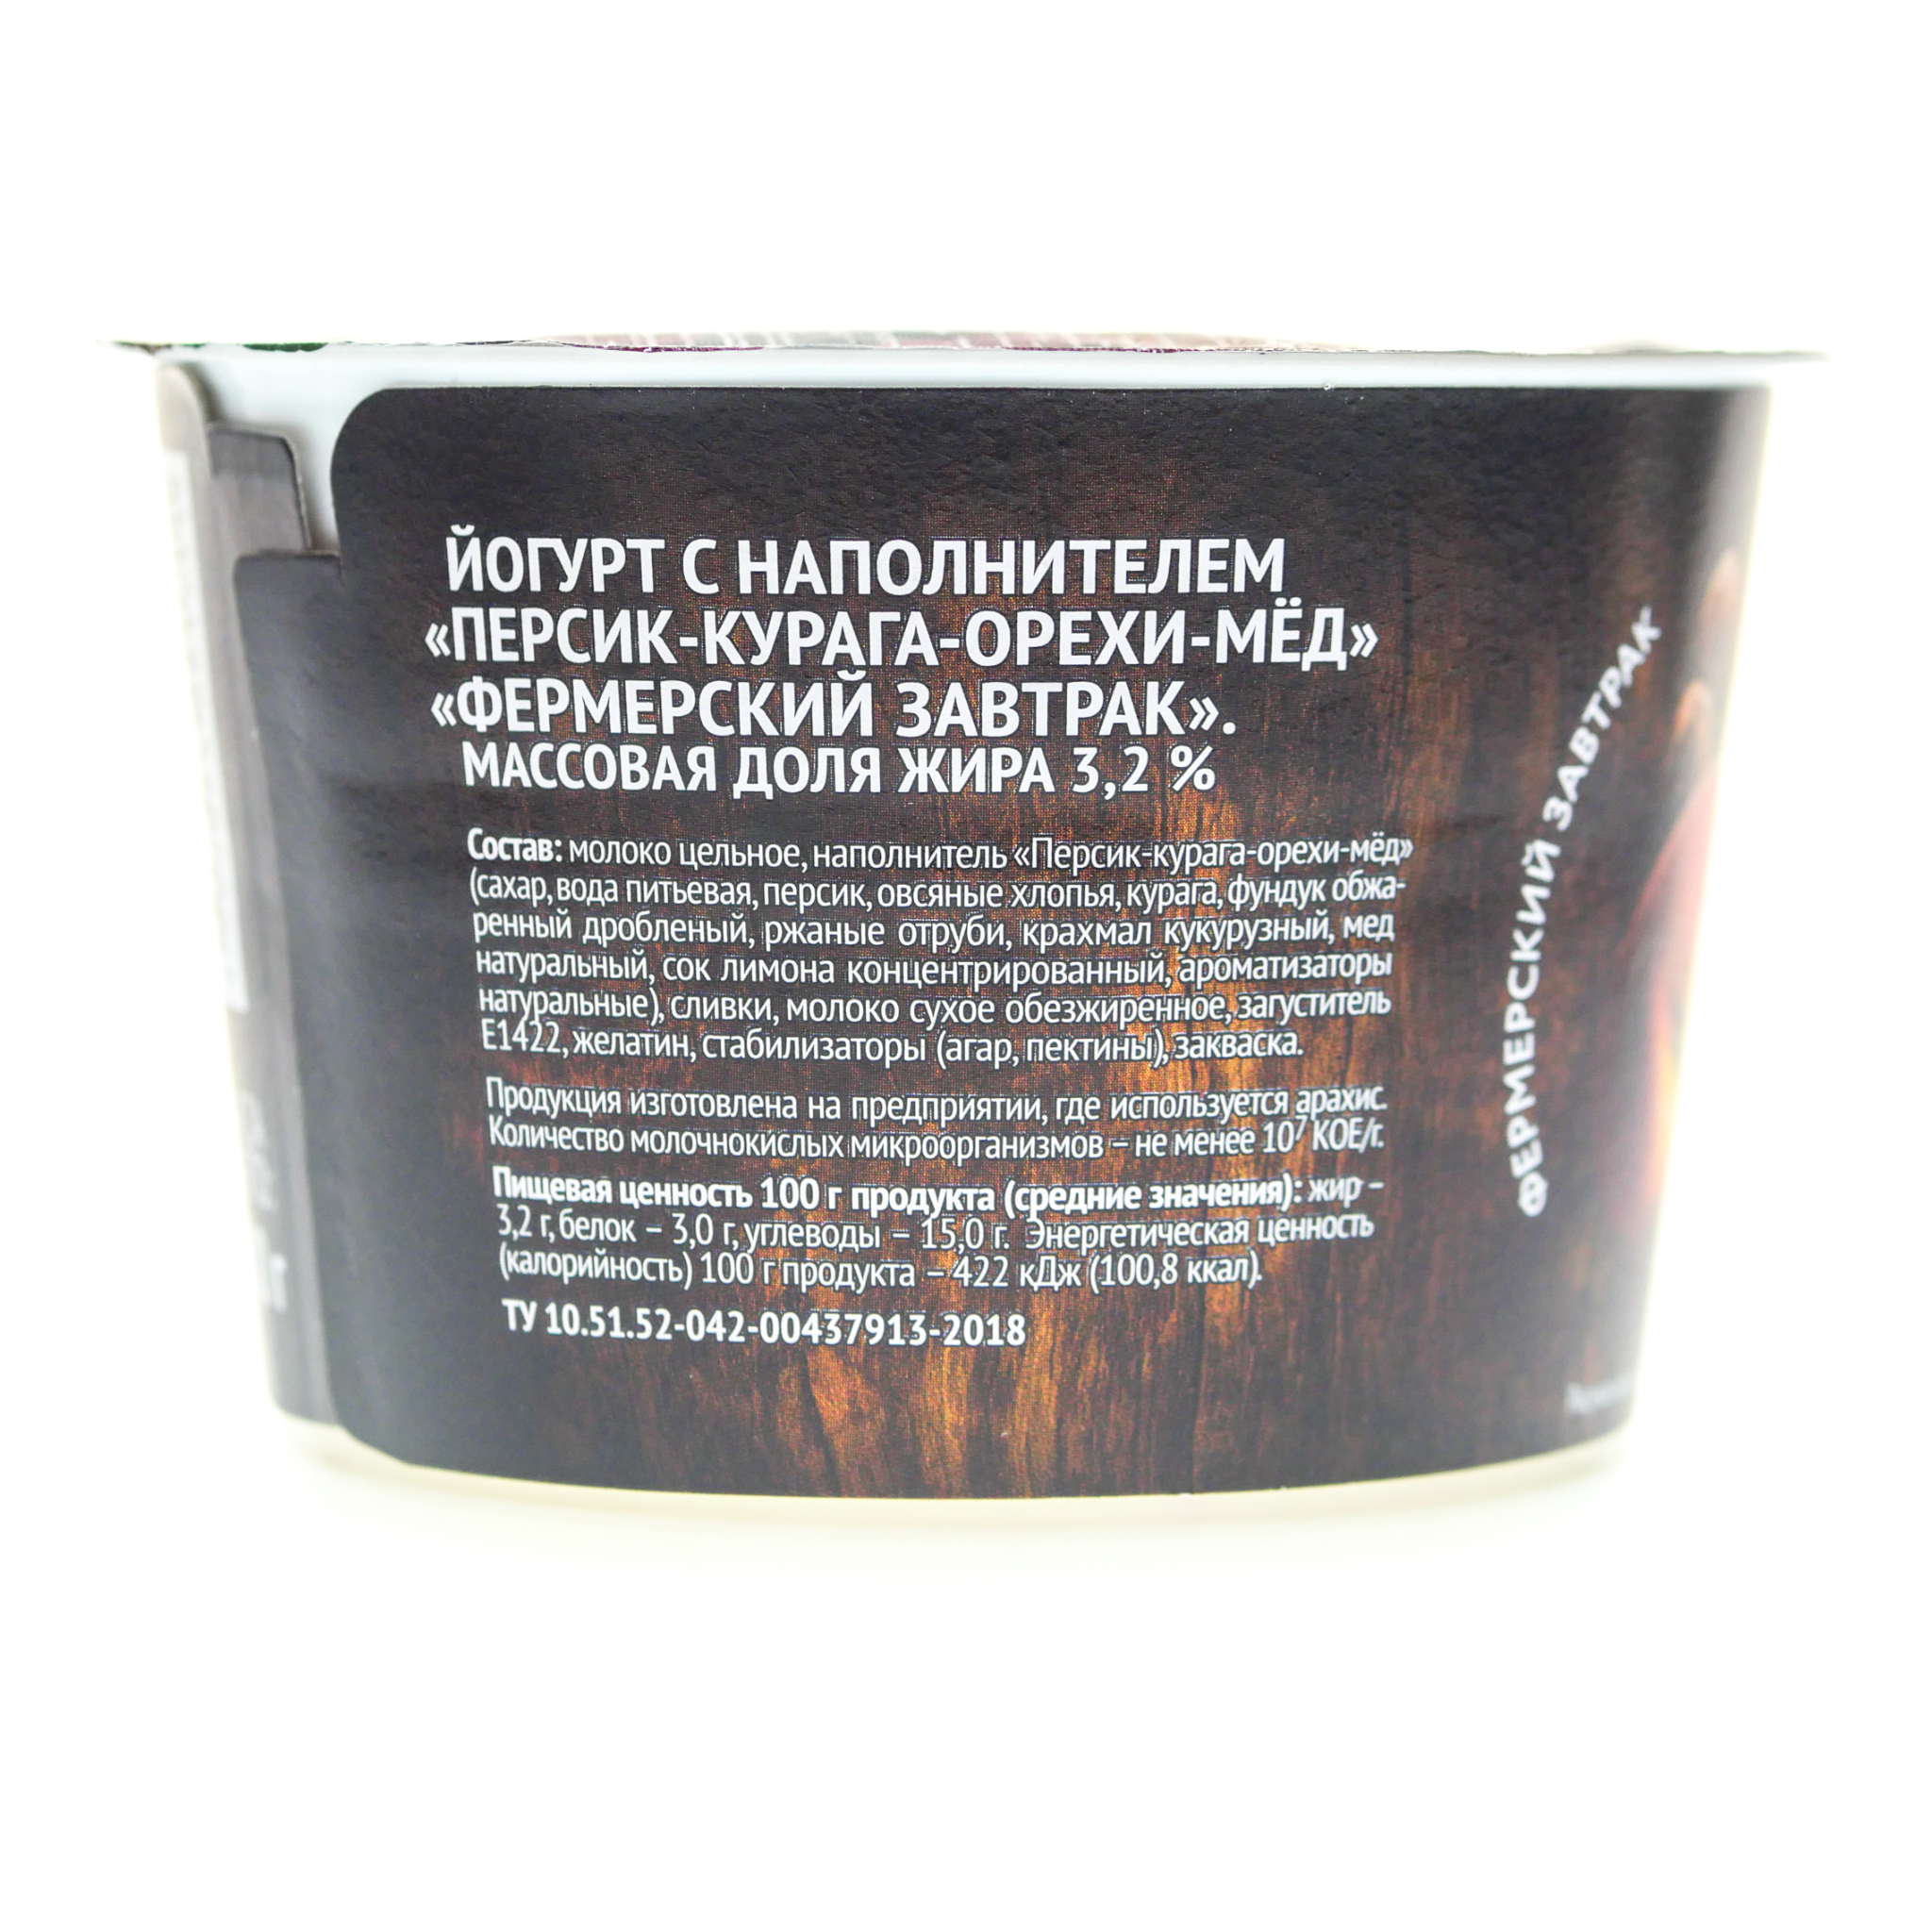 ЙОГУРТ С НАПОЛНИТЕЛЕМ
«ПЕРСИК-КУРАГА-ОРЕХИ-МЁД»
«ФЕРМЕРСКИЙ ЗАВТРАК».
МАССОВАЯ ДОЛЯ ЖИРА 3,2 %
Состав: молоко цельное, наполнитель «Персик-курага-орехи-мёд»
(сахар, вода питьевая, персик, овсяные хлопья, курага, фундук обжа-
ренный дробленый, ржаные отруби, крахмал кукурузный, мед
натуральный, сок лимона концентрированный, ароматизаторы
натуральные), сливки, молоко сухое обезжиренное, загуститель
Е1422, желатин, стабилизаторы (агар, пектины), закваска.
Продукция изготовлена на предприятии, где используется арахис.
Количество молочнокислых микроорганизмов – не менее 10⁷ КОЕ/г.
Пищевая ценность 100 г продукта (средние значения): жир –
3,2 г, белок – 3,0 г, углеводы – 15,0 г. Энергетическая ценность
(калорийность) 100 г продукта – 422 кДж (100,8 ккал).
ТУ 10.51.52-042-00437913-2018
ФЕРМЕРСКИЙ ЗАВТРАК